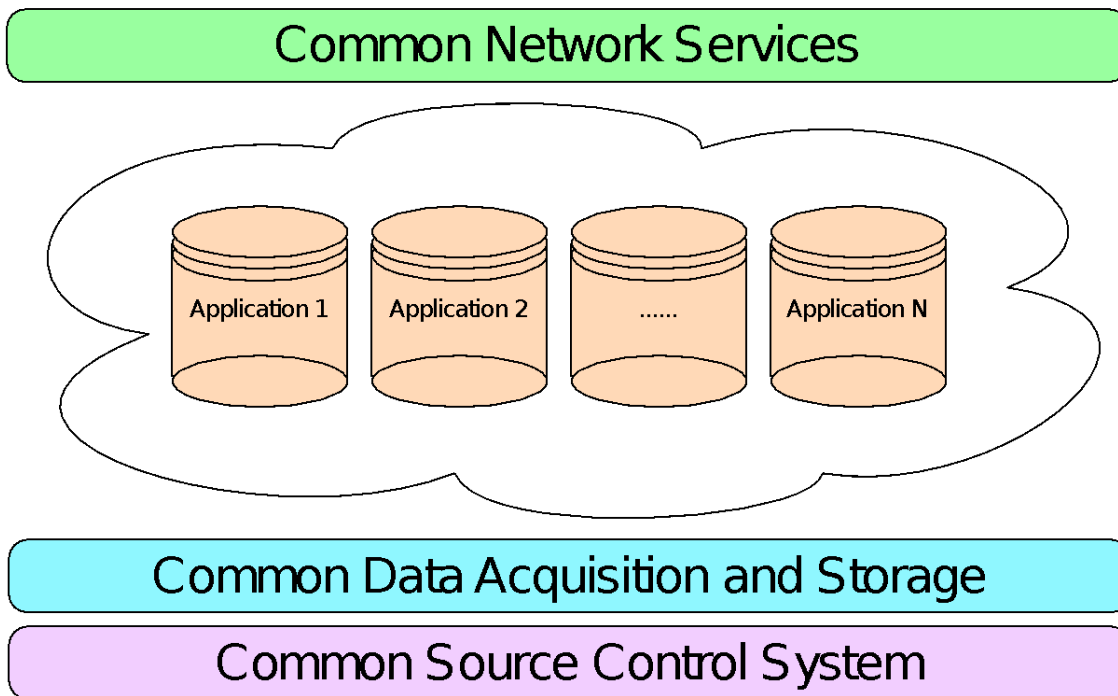 Common Network Services
Application 1
Application 2
......
Application N
Common Data Acquisition and Storage
Common Source Control System